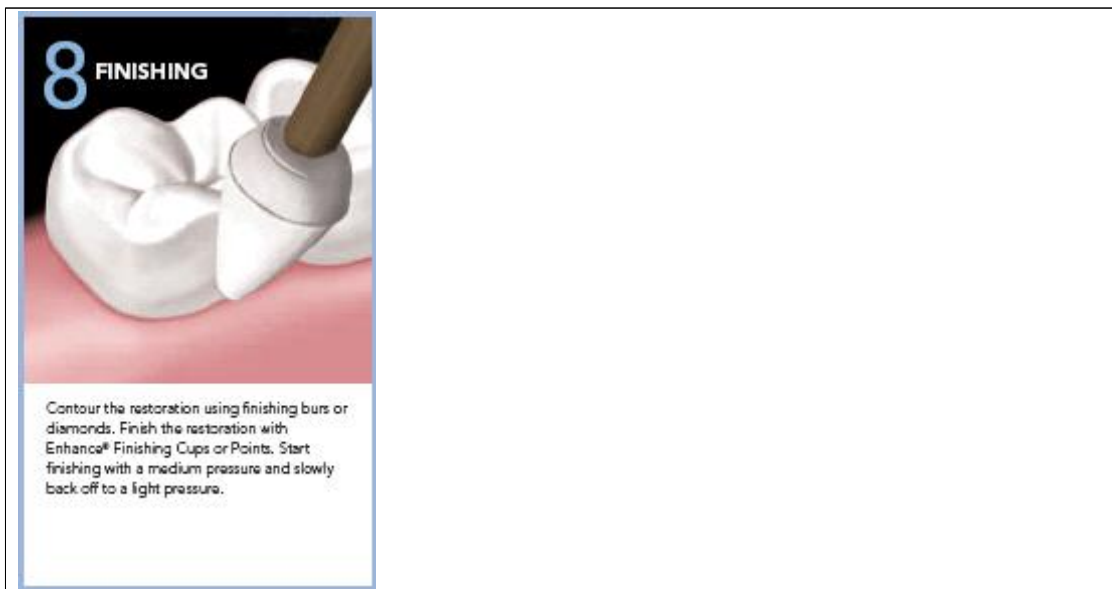 8 FINISHING
Contour the restoration using finishing burs or
diamonds. Finish the restoration with
Enhance® Finishing Cups or Points. Start
finishing with a medium pressure and slowly
back off to a light pressure.